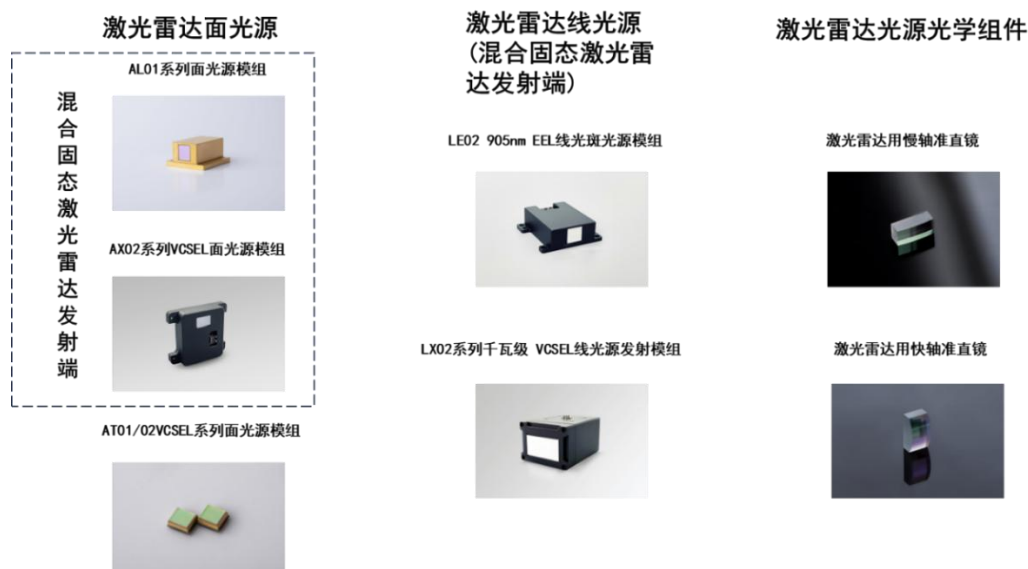 激光雷达面光源
混合固态激光雷达发射端
AL01系列面光源模组
AX02系列VCSEL面光源模组
AT01/02VCSEL系列面光源模组
激光雷达线光源
(混合固态激光雷
达发射端)
LE02 905nm EEL线光斑光源模组
LX02系列千瓦级 VCSEL线光源发射模组
激光雷达光源光学组件
激光雷达用慢轴准直镜
激光雷达用快轴准直镜